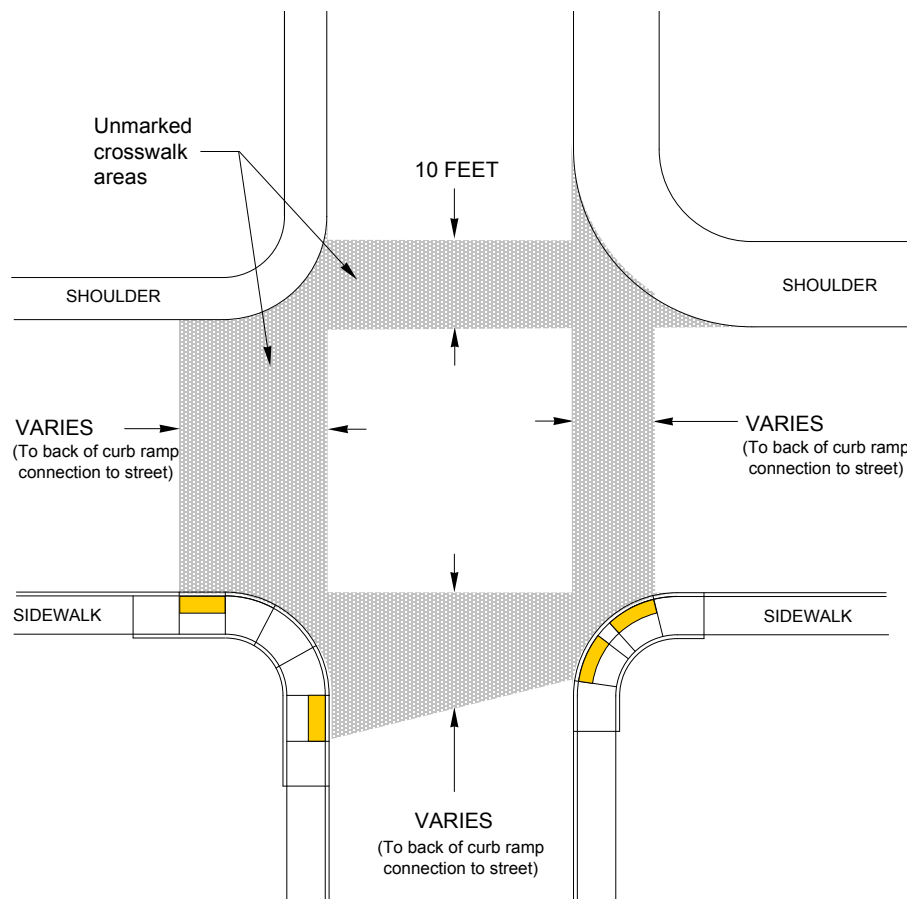 Unmarked
crosswalk
areas
10 FEET
SHOULDER
SHOULDER
VARIES
(To back of curb ramp
connection to street)
VARIES
(To back of curb ramp
connection to street)
SIDEWALK
SIDEWALK
VARIES
(To back of curb ramp
connection to street)